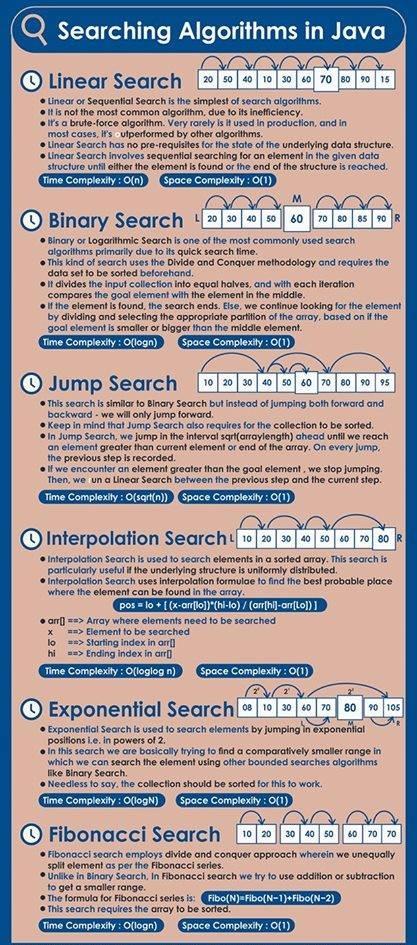 Searching Algorithms in Java
Linear Search
20 50 40 10 30 60 70 80 90 15
• Linear or Sequential Search is the simplest of search algorithms.
• It is not the most common algorithm, due to its inefficiency.
• It's a brute-force algorithm. Very rarely is it used in production, and in
most cases, it's outperformed by other algorithms.
• Linear Search has no pre-requisites for the state of the underlying data structure.
• Linear Search involves sequential searching for an element in the given data
structure until either the element is found or the end of the structure is reached.
Time Complexity : O(n) Space Complexity : O(1)
Binary Search
M
L 20 30 40 50 60 70 80 85 90 R
• Binary or Logarithmic Search is one of the most commonly used search
algorithms primarily due to its quick search time.
• This kind of search uses the Divide and Conquer methodology and requires the
data set to be sorted beforehand.
• It divides the input collection into equal halves, and with each iteration
compares the goal element with the element in the middle.
• If the element is found, the search ends. Else, we continue looking for the element
by dividing and selecting the appropriate partition of the array, based on if the
goal element is smaller or bigger than the middle element.
Time Complexity : O(logn) Space Complexity : O(1)
Jump Search
10 20 30 40 50 60 70 80 90 95
• This search is similar to Binary Search but instead of jumping both forward and
backward - we will only jump forward.
• Keep in mind that Jump Search also requires for the collection to be sorted.
• In Jump Search, we jump in the interval sqrt(arraylength) ahead until we reach
an element greater than current element or end of the array. On every jump,
the previous step is recorded.
• If we encounter an element greater than the goal element , we stop jumping.
Then, we run a Linear Search between the previous step and the current step.
Time Complexity : O(sqrt(n)) Space Complexity : O(1)
Interpolation Search
L 10 20 40 50 60 70 80 R
• Interpolation Search is used to search elements in a sorted array. This search is
particularly useful if the underlying structure is uniformly distributed.
• Interpolation Search uses interpolation formulae to find the best probable place
where the element can be found in the array.
pos = lo + [ (x-arr[lo])*(hi-lo) / (arr[hi]-arr[Lo]) ]
• arr[] ==> Array where elements need to be searched
x ==> Element to be searched
lo ==> Starting index in arr[]
hi ==> Ending index in arr[]
Time Complexity : O(loglog n) Space Complexity : O(1)
Exponential Search
08 10 20 30 60 70 80 90 105
L M R
• Exponential Search is used to search elements by jumping in exponential
positions i.e. in powers of 2.
• In this search we are basically trying to find a comparatively smaller range in
which we can search the element using other bounded searches algorithms
like Binary Search.
• Needless to say, the collection should be sorted for this to work.
Time Complexity : O(logN) Space Complexity : O(1)
Fibonacci Search
10 20 30 40 50 60 70 70
• Fibonacci search employs divide and conquer approach wherein we unequally
split element as per the Fibonacci series.
• Unlike in Binary Search, In Fibonacci search we try to use addition or subtraction
to get a smaller range.
• The formula for Fibonacci series is: Fibo(N)=Fibo(N-1)+Fibo(N-2)
• This search requires the array to be sorted.
Time Complexity : O(logn) Space Complexity : O(1)